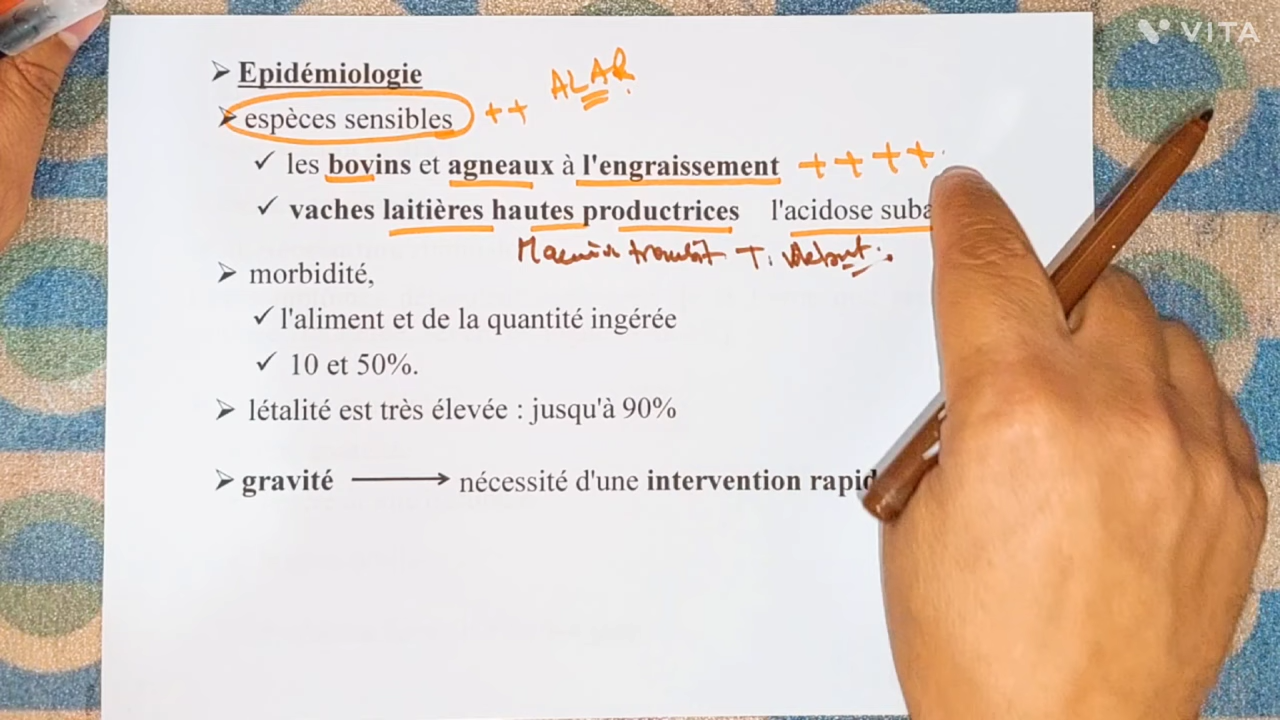 VITA
➤ Epidémiologie
ALAR
➤ espèces sensibles ++
✓ les bovins et agneaux à l'engraissement ++++
✓ vaches laitières hautes productrices l'acidose suba
➤ morbidité,
✓ l'aliment et de la quantité ingérée
✓ 10 et 50%.
➤ létalité est très élevée : jusqu'à 90%
➤ gravité ⟶ nécessité d'une intervention rapid